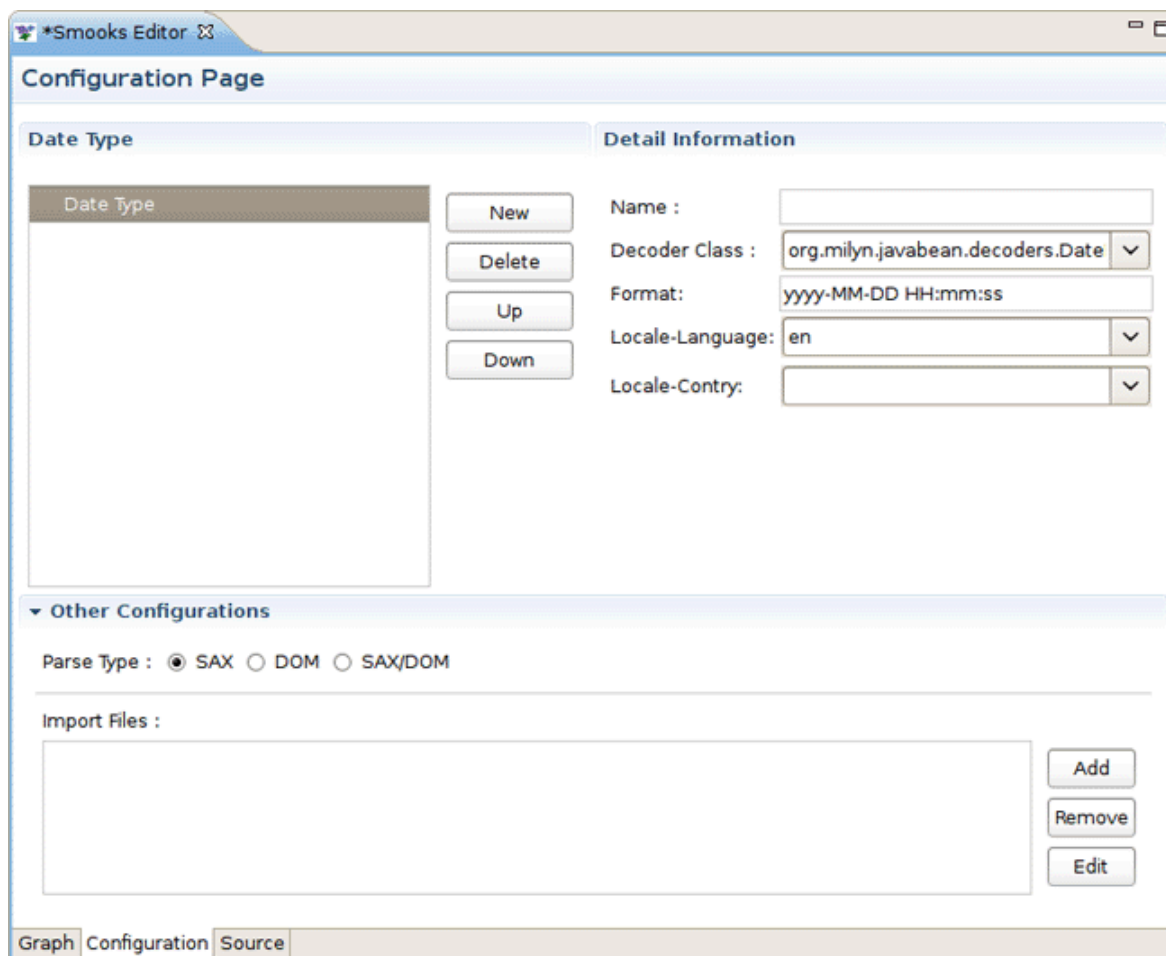 *Smooks Editor
Configuration Page
Date Type
Date Type
New
Delete
Up
Down
Detail Information
Name :
Decoder Class : org.milyn.javabean.decoders.Date
Format: yyyy-MM-DD HH:mm:ss
Locale-Language: en
Locale-Contry:
Other Configurations
Parse Type : SAX DOM SAX/DOM
Import Files :
Add
Remove
Edit
Graph Configuration Source